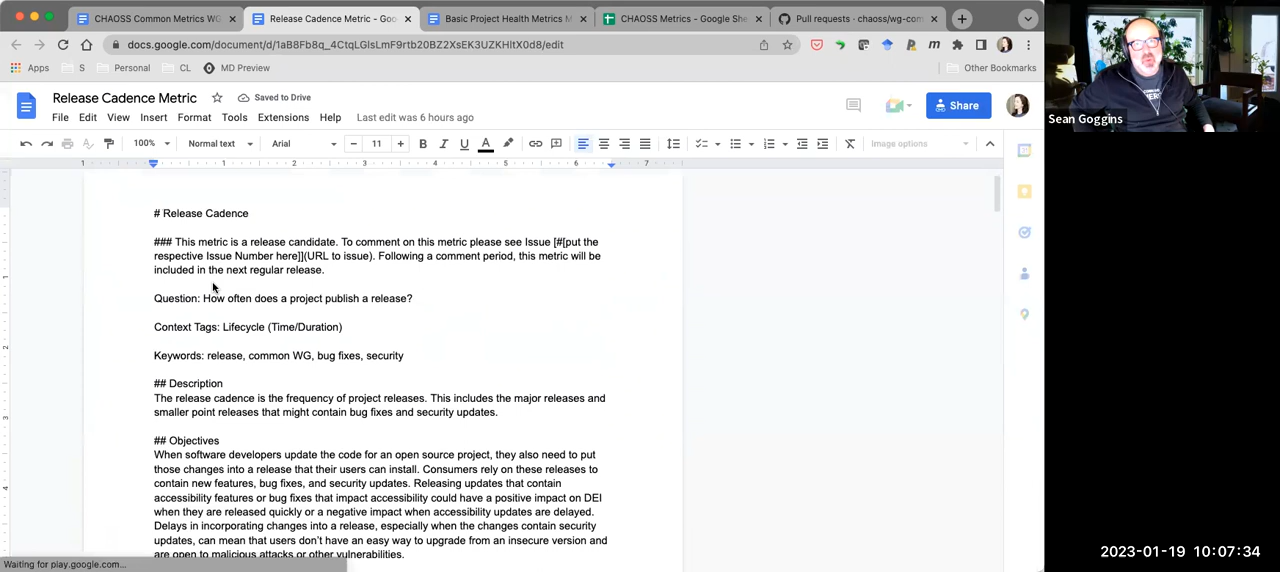 CHAOSS Common Metrics WG
Release Cadence Metric - Goo
Basic Project Health Metrics M
CHAOSS Metrics - Google She
Pull requests · chaoss/wg-com
docs.google.com/document/d/1aB8Fb8q_4CtqLGlsLmF9rtb20BZ2XsEK3UZKHltX0d8/edit
Apps
S
Personal
CL
MD Preview
Other Bookmarks
Release Cadence Metric
Saved to Drive
File Edit View Insert Format Tools Extensions Help
Last edit was 6 hours ago
Share
100%
Normal text
Arial
11
Image options
# Release Cadence
### This metric is a release candidate. To comment on this metric please see Issue [#[put the
respective Issue Number here]](URL to issue). Following a comment period, this metric will be
included in the next regular release.
Question: How often does a project publish a release?
Context Tags: Lifecycle (Time/Duration)
Keywords: release, common WG, bug fixes, security
## Description
The release cadence is the frequency of project releases. This includes the major releases and
smaller point releases that might contain bug fixes and security updates.
## Objectives
When software developers update the code for an open source project, they also need to put
those changes into a release that their users can install. Consumers rely on these releases to
contain new features, bug fixes, and security updates. Releasing updates that contain
accessibility features or bug fixes that impact accessibility could have a positive impact on DEI
when they are released quickly or a negative impact when accessibility updates are delayed.
Delays in incorporating changes into a release, especially when the changes contain security
updates, can mean that users don't have an easy way to upgrade from an insecure version and
are open to malicious attacks or other vulnerabilities.
Waiting for play.google.com...
Sean Goggins
2023-01-19 10:07:34